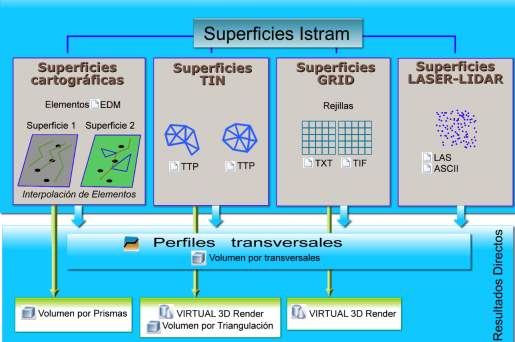 Superficies Istram
Superficies
cartográficas
Elementos EDM
Superficie 1 Superficie 2
Interpolación de Elementos
Superficies
TIN
TTP TTP
Superficies
GRID
Rejillas
TXT TIF
Superficies
LASER-LIDAR
LAS
ASCII
Perfiles transversales
Volumen por transversales
Volumen por Prismas
VIRTUAL 3D Render
Volumen por Triangulación
VIRTUAL 3D Render
Resultados Directos